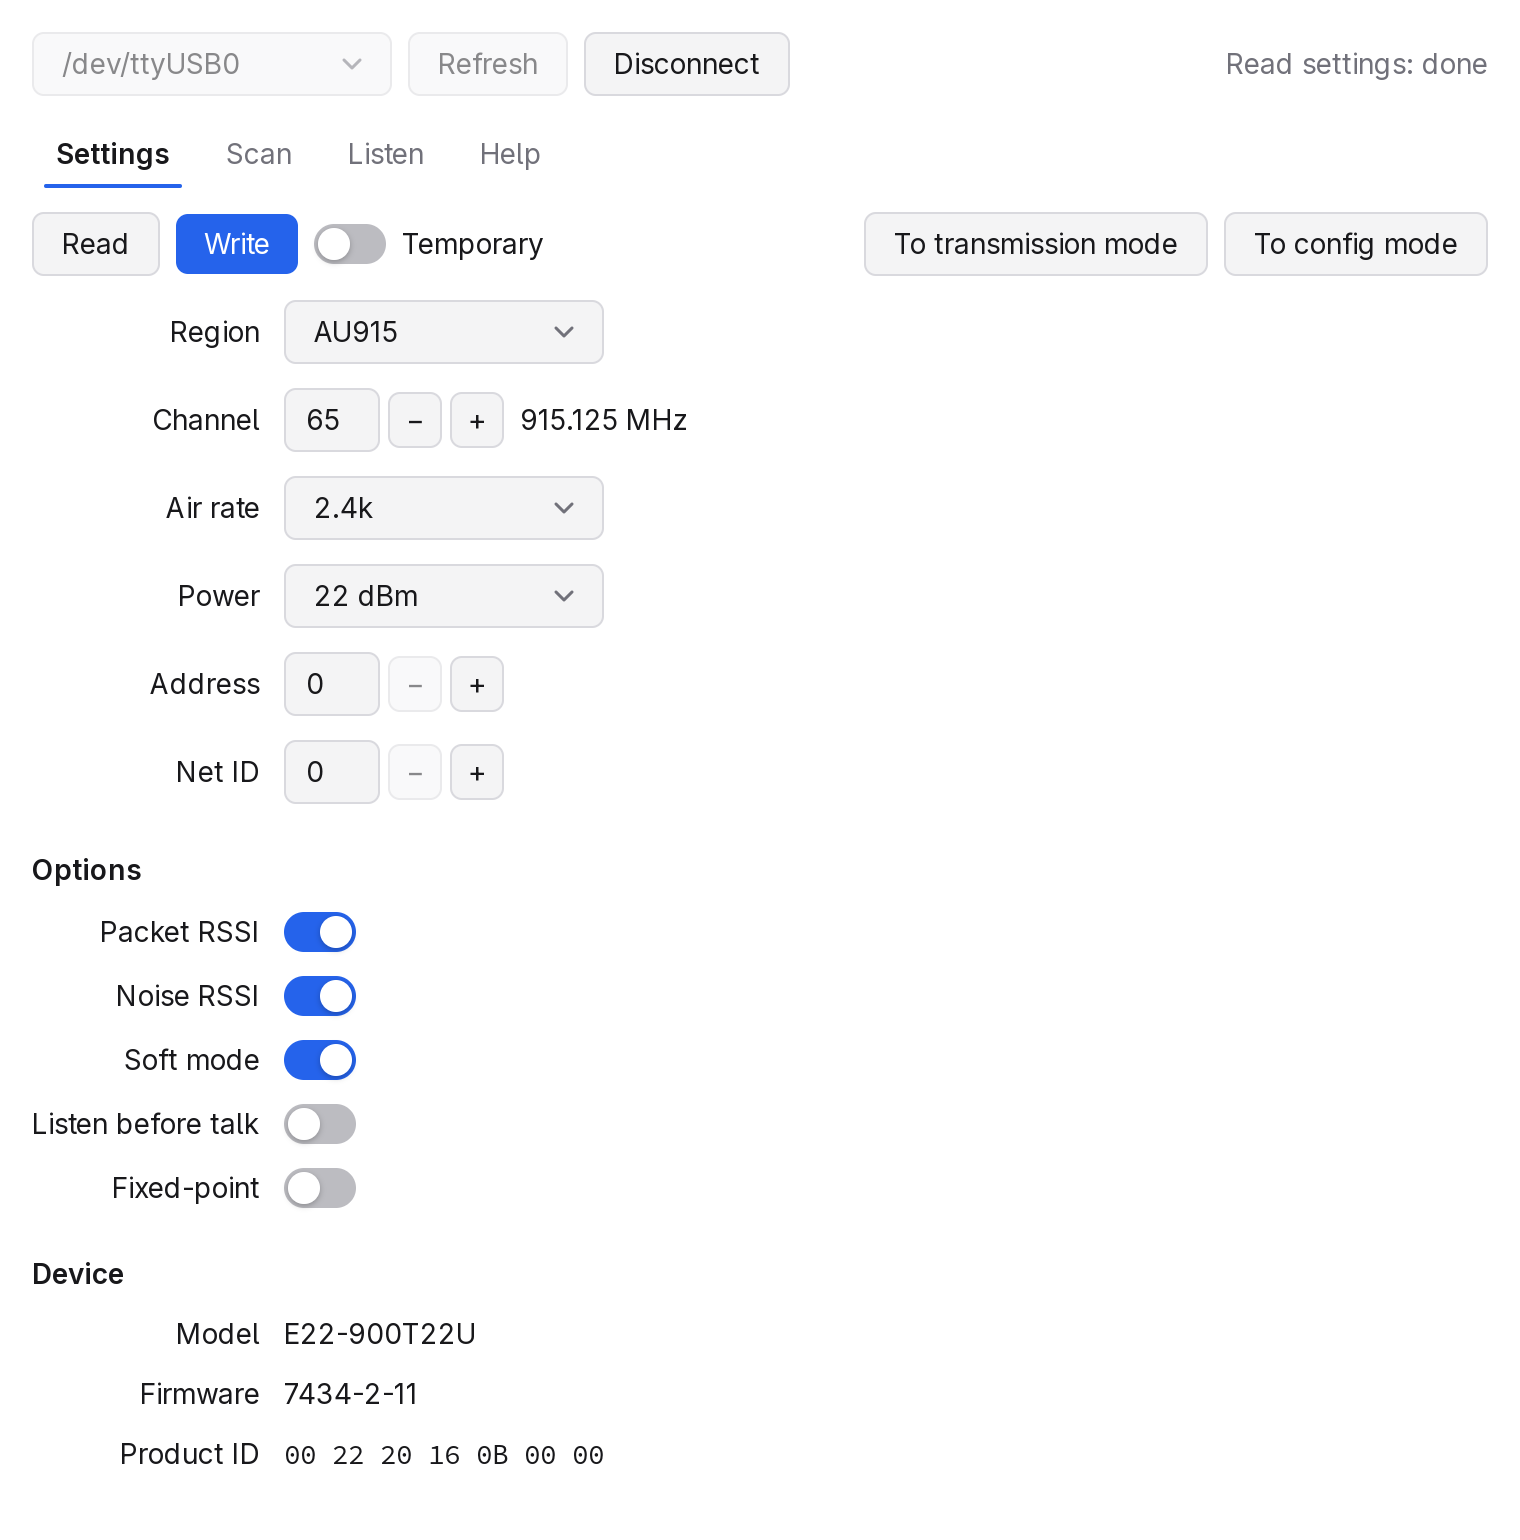 /dev/ttyUSB0 Refresh Disconnect Read settings: done
Settings Scan Listen Help
Read Write Temporary To transmission mode To config mode
Region AU915
Channel 65 − + 915.125 MHz
Air rate 2.4k
Power 22 dBm
Address 0 − +
Net ID 0 − +
Options
Packet RSSI
Noise RSSI
Soft mode
Listen before talk
Fixed-point
Device
Model E22-900T22U
Firmware 7434-2-11
Product ID 00 22 20 16 0B 00 00